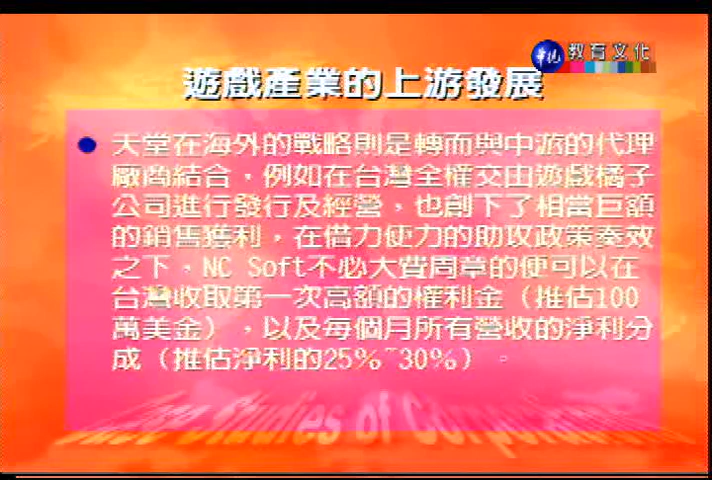 華視 教育文化
遊戲產業的上游發展
● 天堂在海外的戰略則是轉而與中游的代理
廠商結合，例如在台灣全權交由遊戲橘子
公司進行發行及經營，也創下了相當巨額
的銷售獲利，在借力使力的助攻政策奏效
之下，NC Soft不必大費周章的便可以在
台灣收取第一次高額的權利金（推估100
萬美金），以及每個月所有營收的淨利分
成（推估淨利的25%~30%）。
Case Studies of